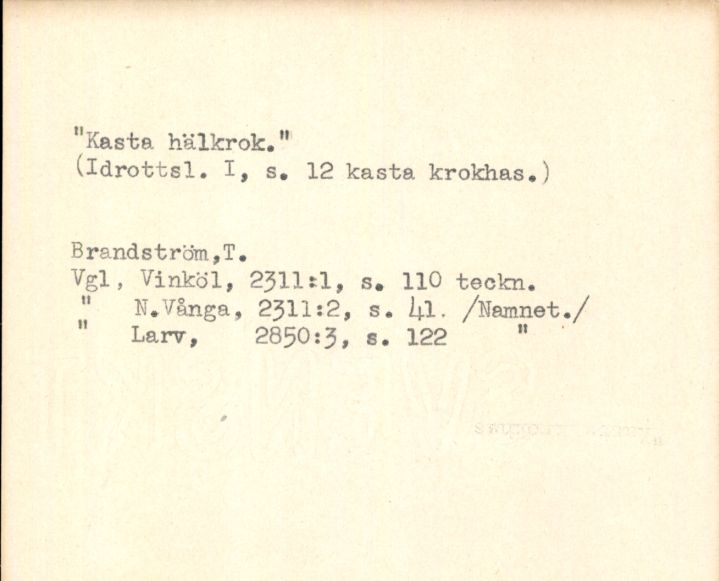 "Kasta hälkrok."
(Idrottsl. I, s. 12 kasta krokhas.)
Brandström,T.
Vgl, Vinköl, 2311:1, s. 110 teckn.
" N.Vånga, 2311:2, s. 41. /Namnet./
" Larv, 2850:3, s. 122 "